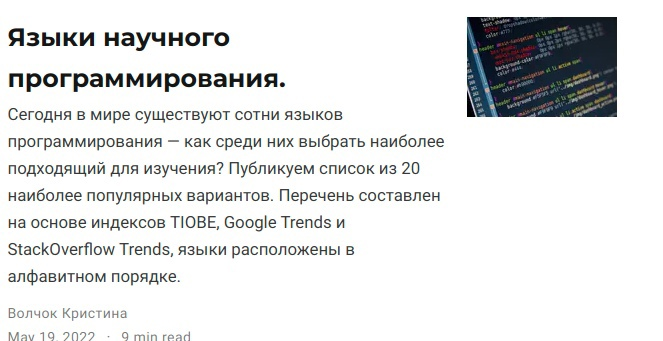 Языки научного
программирования.
Сегодня в мире существуют сотни языков
программирования — как среди них выбрать наиболее
подходящий для изучения? Публикуем список из 20
наиболее популярных вариантов. Перечень составлен
на основе индексов TIOBE, Google Trends и
StackOverflow Trends, языки расположены в
алфавитном порядке.
Волчок Кристина
May 19, 2022 · 9 min read